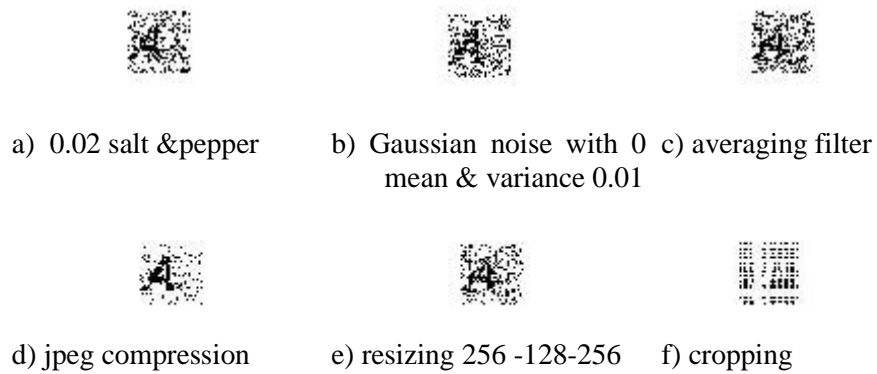 a) 0.02 salt &pepper
b) Gaussian noise with 0
mean & variance 0.01
c) averaging filter
d) jpeg compression
e) resizing 256 -128-256
f) cropping